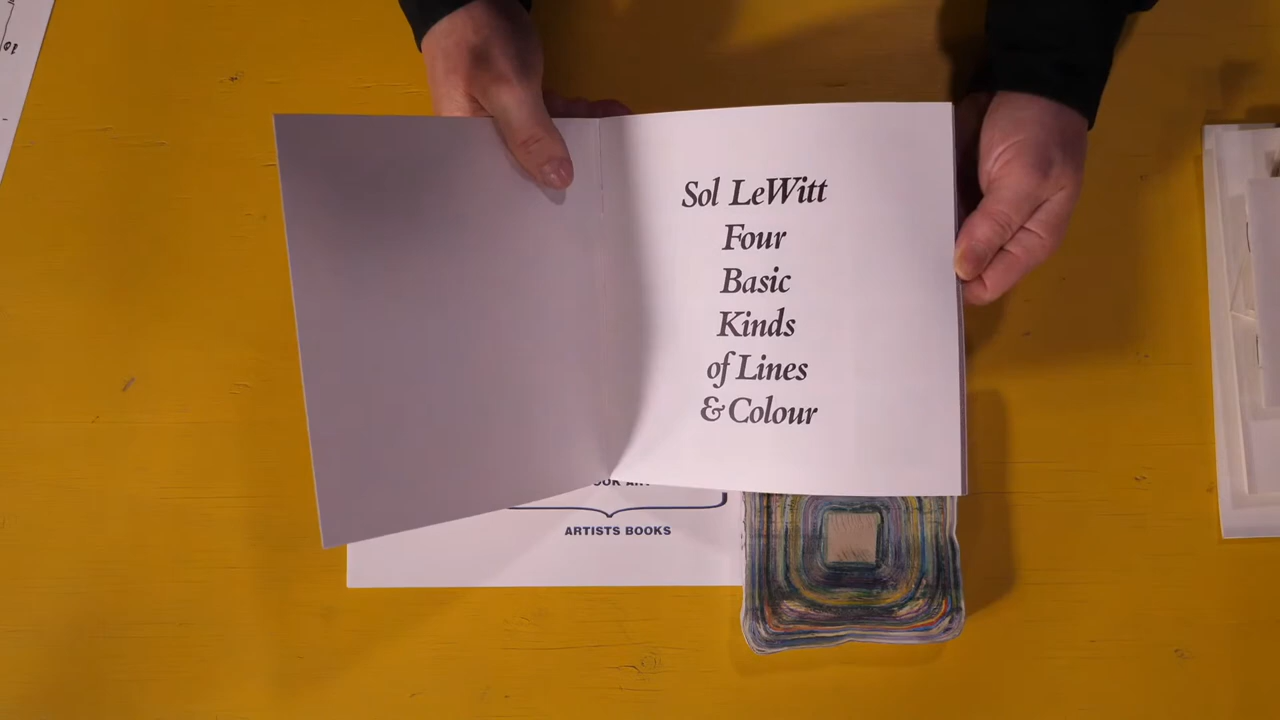 Sol LeWitt
Four
Basic
Kinds
of Lines
& Colour
ARTISTS BOOKS